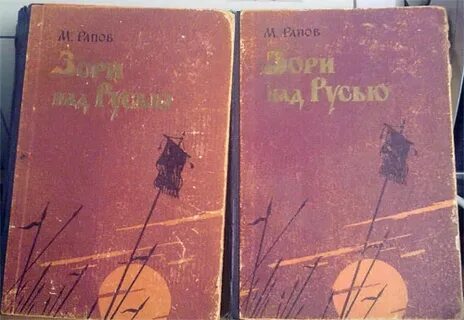 М. Рапов
Зори
над Русью
М. Рапов
Зори
над Русью